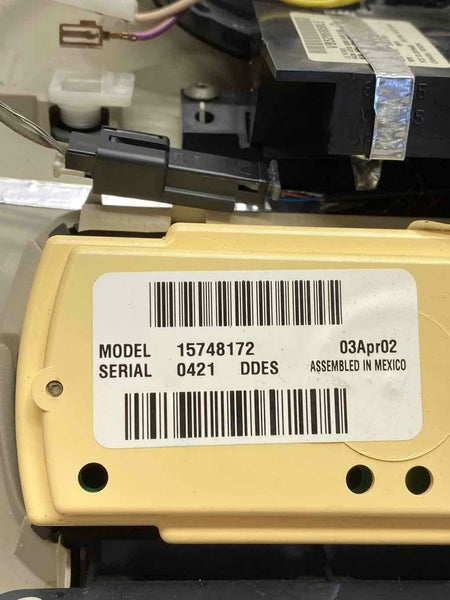 MODEL 15748172 03Apr02
SERIAL 0421 DDES ASSEMBLED IN MEXICO